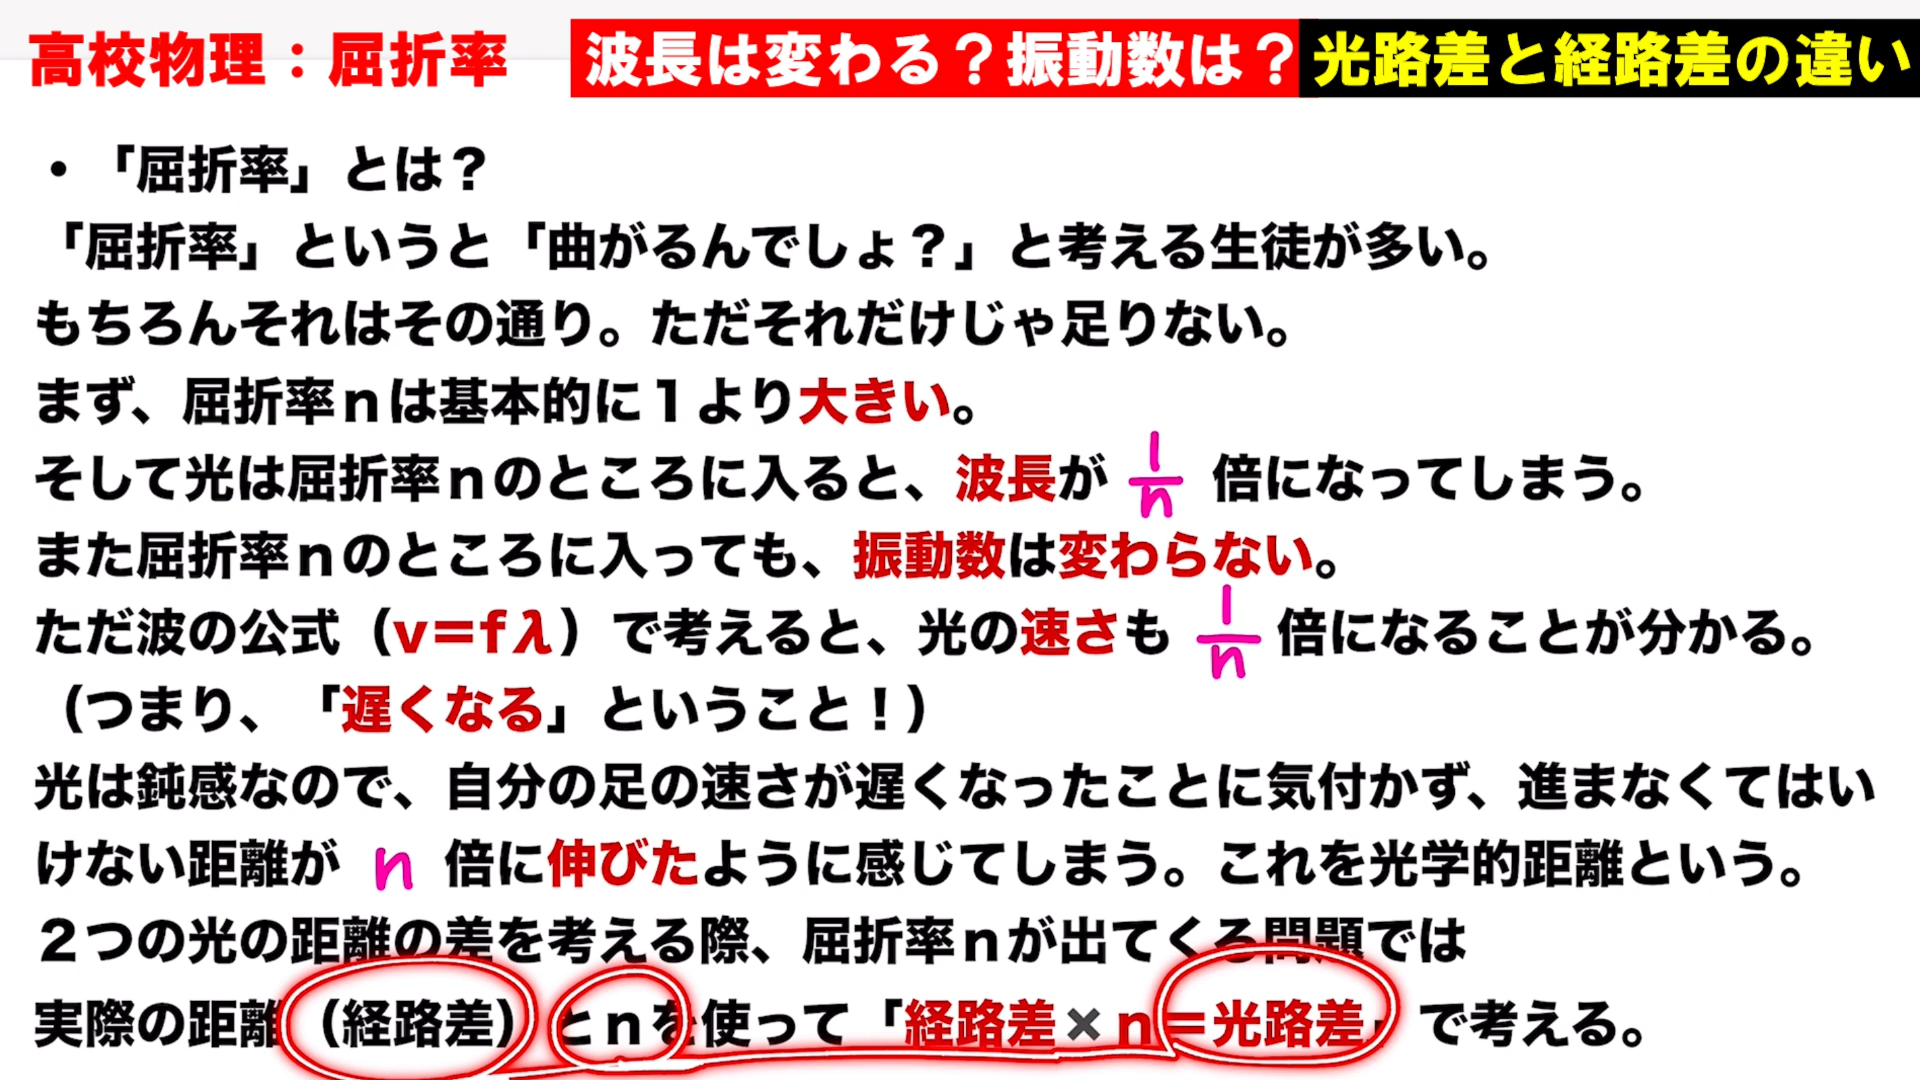 高校物理：屈折率 波長は変わる？振動数は？ 光路差と経路差の違い
・「屈折率」とは？
「屈折率」というと「曲がるんでしょ？」と考える生徒が多い。
もちろんそれはその通り。ただそれだけじゃ足りない。
まず、屈折率ｎは基本的に１より大きい。
そして光は屈折率ｎのところに入ると、波長が 1/n 倍になってしまう。
また屈折率ｎのところに入っても、振動数は変わらない。
ただ波の公式（v＝fλ）で考えると、光の速さも 1/n 倍になることが分かる。
（つまり、「遅くなる」ということ！）
光は鈍感なので、自分の足の速さが遅くなったことに気付かず、進まなくてはい
けない距離が n 倍に伸びたように感じてしまう。これを光学的距離という。
２つの光の距離の差を考える際、屈折率ｎが出てくる問題では
実際の距離（経路差）とｎを使って「経路差×ｎ＝光路差」で考える。